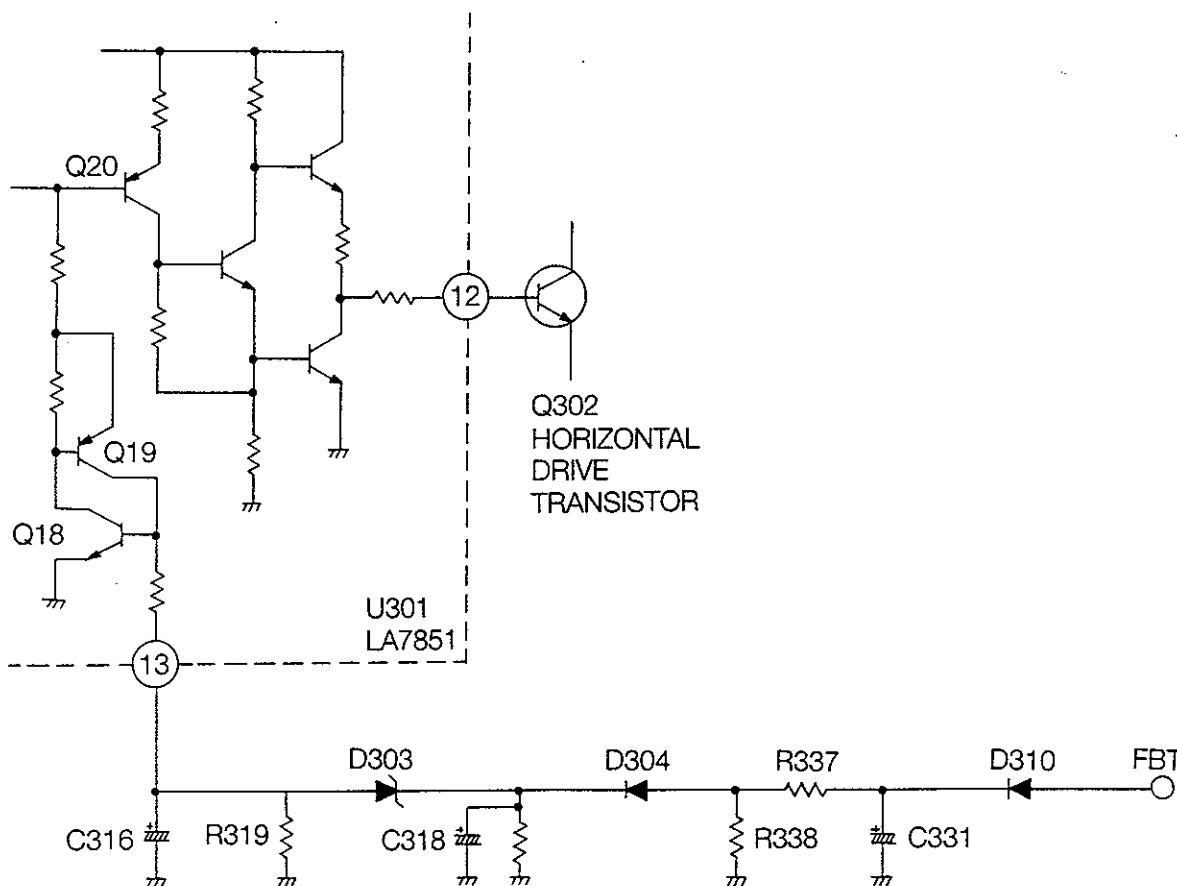 Q20
12
Q302
HORIZONTAL
DRIVE
TRANSISTOR
Q19
Q18
U301
LA7851
13
D303
D304
R337
D310
FBT
C316
+
R319
C318
+
R338
+
C331